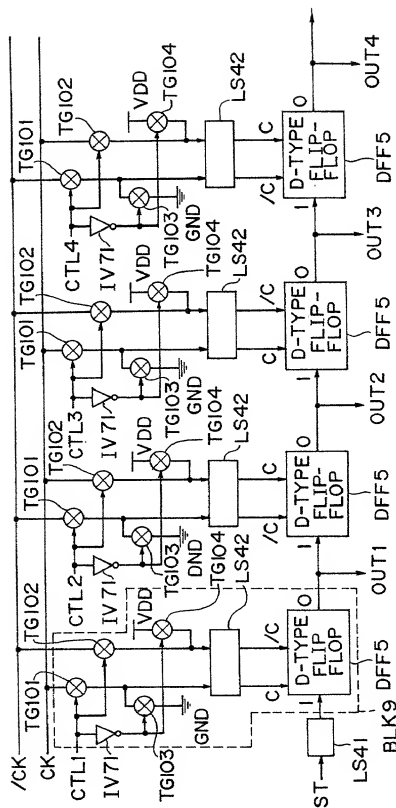 /CK
CK
TG101
TG102
CTL1
IV71
VDD
TG103
GND
TG104
LS42
C
/C
ST
LS41
BLK9
I
D-TYPE
FLIP
FLOP
O
DFF5
OUT1
TG101
TG102
CTL2
IV71
VDD
TG103
DND
TG104
LS42
/C
C
I
D-TYPE
FLIP-
FLOP
O
DFF5
OUT2
TG101
TG102
CTL3
IV71
VDD
TG103
GND
TG104
LS42
C
/C
I
D-TYPE
FLIP-
FLOP
O
DFF5
OUT3
TG101
TG102
CTL4
IV71
VDD
TG103
GND
TG104
LS42
/C
C
I
D-TYPE
FLIP-
FLOP
O
DFF5
OUT4